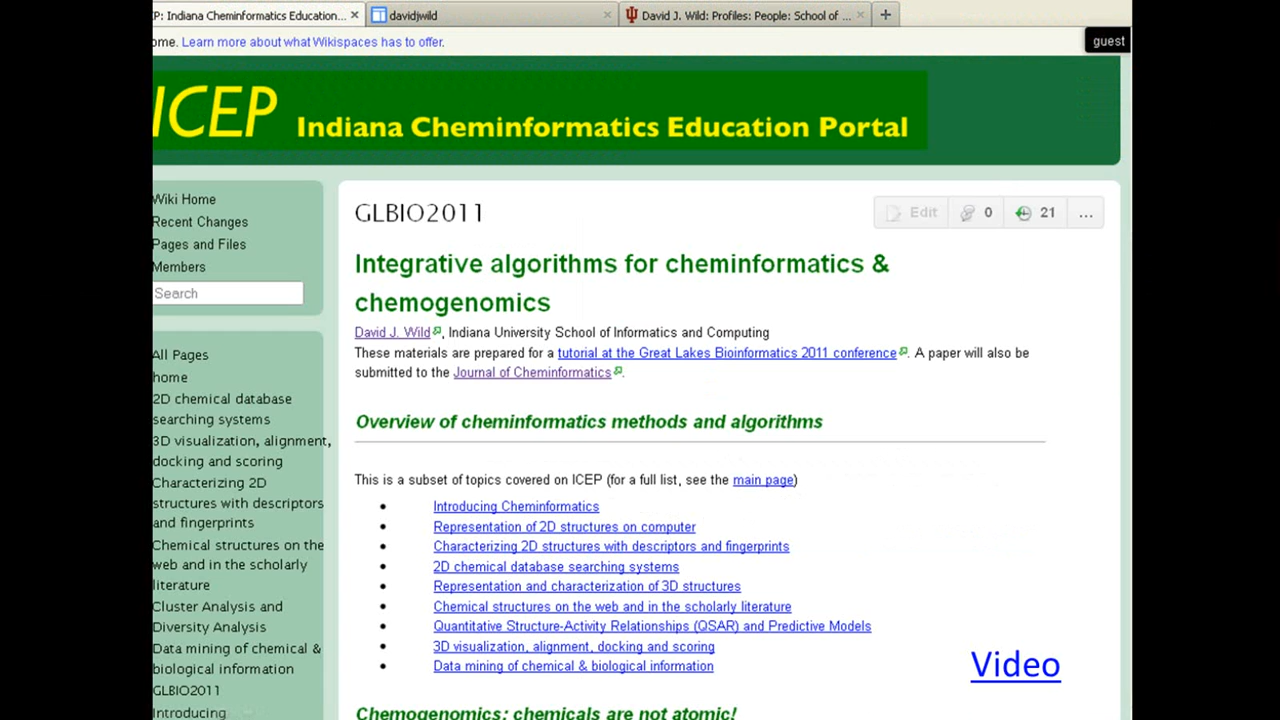 P: Indiana Cheminformatics Education... ×
davidjwild ×
David J. Wild: Profiles: People: School of ... × +
ome. Learn more about what Wikispaces has to offer.
guest
ICEP Indiana Cheminformatics Education Portal
Wiki Home
Recent Changes
Pages and Files
Members
Search
All Pages
home
2D chemical database
searching systems
3D visualization, alignment,
docking and scoring
Characterizing 2D
structures with descriptors
and fingerprints
Chemical structures on the
web and in the scholarly
literature
Cluster Analysis and
Diversity Analysis
Data mining of chemical &
biological information
GLBIO2011
Introducing
GLBIO2011
Edit 0 21 ...
Integrative algorithms for cheminformatics &
chemogenomics
David J. Wild, Indiana University School of Informatics and Computing
These materials are prepared for a tutorial at the Great Lakes Bioinformatics 2011 conference. A paper will also be
submitted to the Journal of Cheminformatics.
Overview of cheminformatics methods and algorithms
This is a subset of topics covered on ICEP (for a full list, see the main page)
• Introducing Cheminformatics
• Representation of 2D structures on computer
• Characterizing 2D structures with descriptors and fingerprints
• 2D chemical database searching systems
• Representation and characterization of 3D structures
• Chemical structures on the web and in the scholarly literature
• Quantitative Structure-Activity Relationships (QSAR) and Predictive Models
• 3D visualization, alignment, docking and scoring
• Data mining of chemical & biological information
Video
Chemogenomics: chemicals are not atomic!